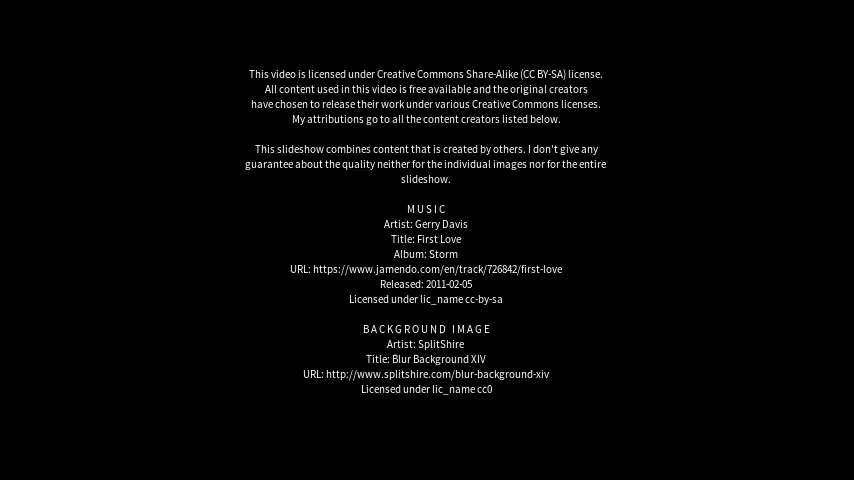 This video is licensed under Creative Commons Share-Alike (CC BY-SA) license.
All content used in this video is free available and the original creators
have chosen to release their work under various Creative Commons licenses.
My attributions go to all the content creators listed below.
This slideshow combines content that is created by others. I don't give any
guarantee about the quality neither for the individual images nor for the entire
slideshow.
MUSIC
Artist: Gerry Davis
Title: First Love
Album: Storm
URL: https://www.jamendo.com/en/track/726842/first-love
Released: 2011-02-05
Licensed under lic_name cc-by-sa
BACKGROUND IMAGE
Artist: SplitShire
Title: Blur Background XIV
URL: http://www.splitshire.com/blur-background-xiv
Licensed under lic_name cc0